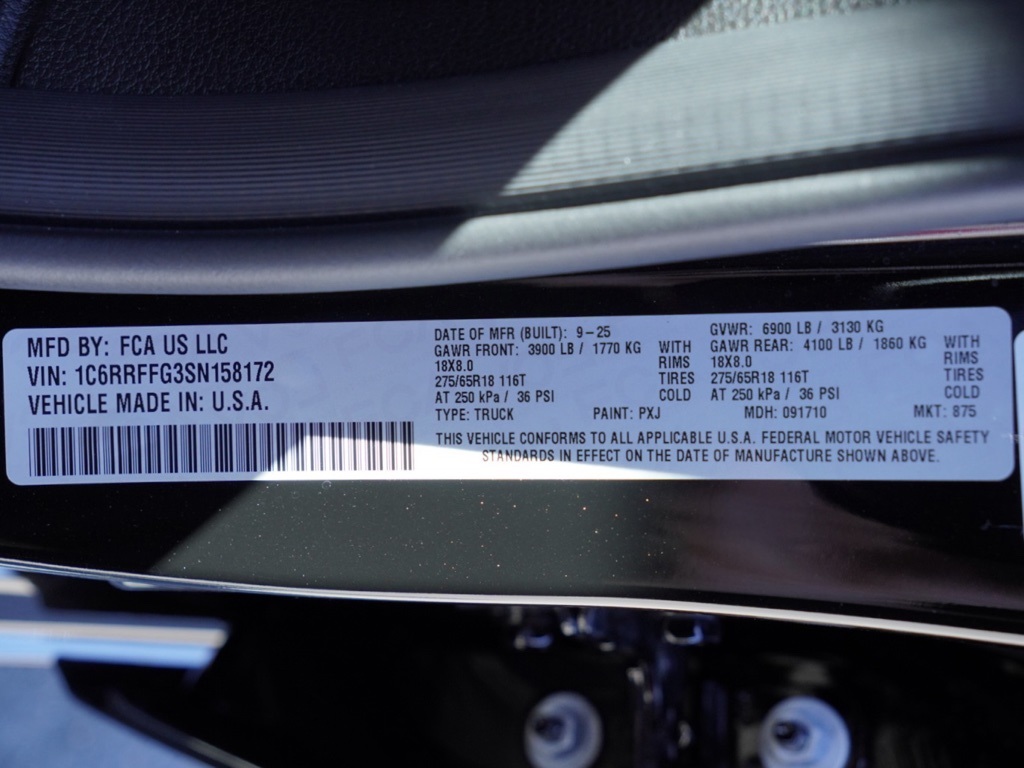 MFD BY: FCA US LLC
VIN: 1C6RRFFG3SN158172
VEHICLE MADE IN: U.S.A.
DATE OF MFR (BUILT): 9-25
GAWR FRONT: 3900 LB / 1770 KG WITH
18X8.0 RIMS
275/65R18 116T TIRES
AT 250 kPa / 36 PSI COLD
GVWR: 6900 LB / 3130 KG
GAWR REAR: 4100 LB / 1860 KG WITH
18X8.0 RIMS
275/65R18 116T TIRES
AT 250 kPa / 36 PSI COLD
TYPE: TRUCK PAINT: PXJ MDH: 091710 MKT: 875
THIS VEHICLE CONFORMS TO ALL APPLICABLE U.S.A. FEDERAL MOTOR VEHICLE SAFETY
STANDARDS IN EFFECT ON THE DATE OF MANUFACTURE SHOWN ABOVE.